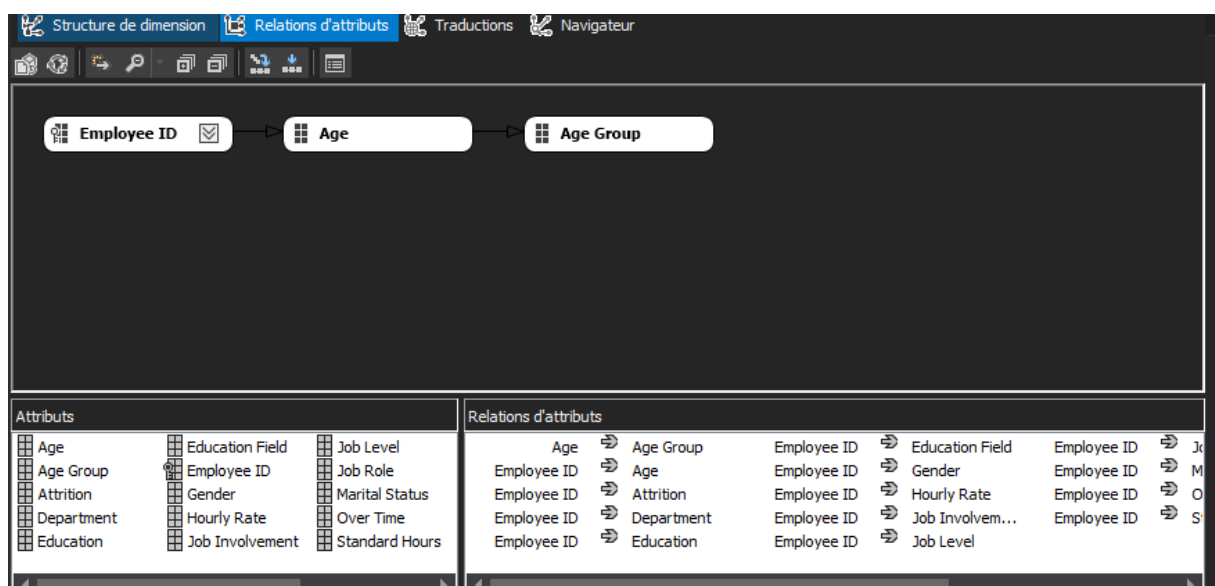 Structure de dimension Relations d'attributs Traductions Navigateur
Employee ID Age Age Group
Attributs
Age Education Field Job Level
Age Group Employee ID Job Role
Attrition Gender Marital Status
Department Hourly Rate Over Time
Education Job Involvement Standard Hours
Relations d'attributs
Age Age Group Employee ID Education Field Employee ID
Employee ID Age Employee ID Gender Employee ID M
Employee ID Attrition Employee ID Hourly Rate Employee ID O
Employee ID Department Employee ID Job Involvem... Employee ID
Employee ID Education Employee ID Job Level